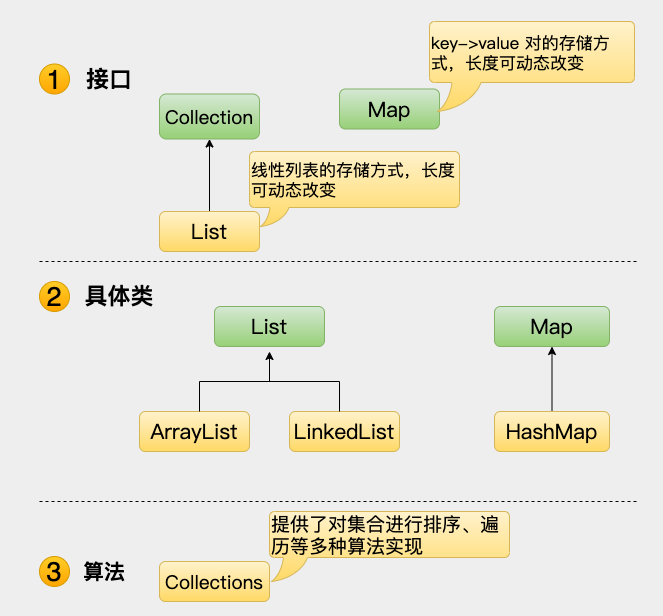 1 接口
key->value 对的存储方
式，长度可动态改变
Collection
Map
线性列表的存储方式，长度
可动态改变
List
2 具体类
List
Map
ArrayList
LinkedList
HashMap
3 算法
提供了对集合进行排序、遍
历等多种算法实现
Collections